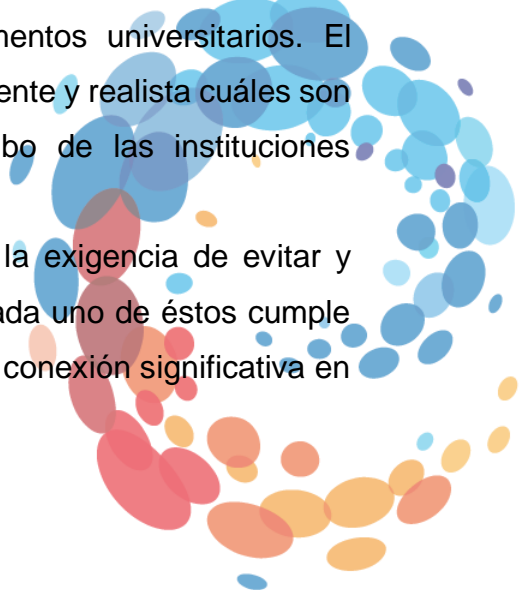 mentos universitarios. El
ente y realista cuáles son
bo de las instituciones
la exigencia de evitar y
ada uno de éstos cumple
conexión significativa en